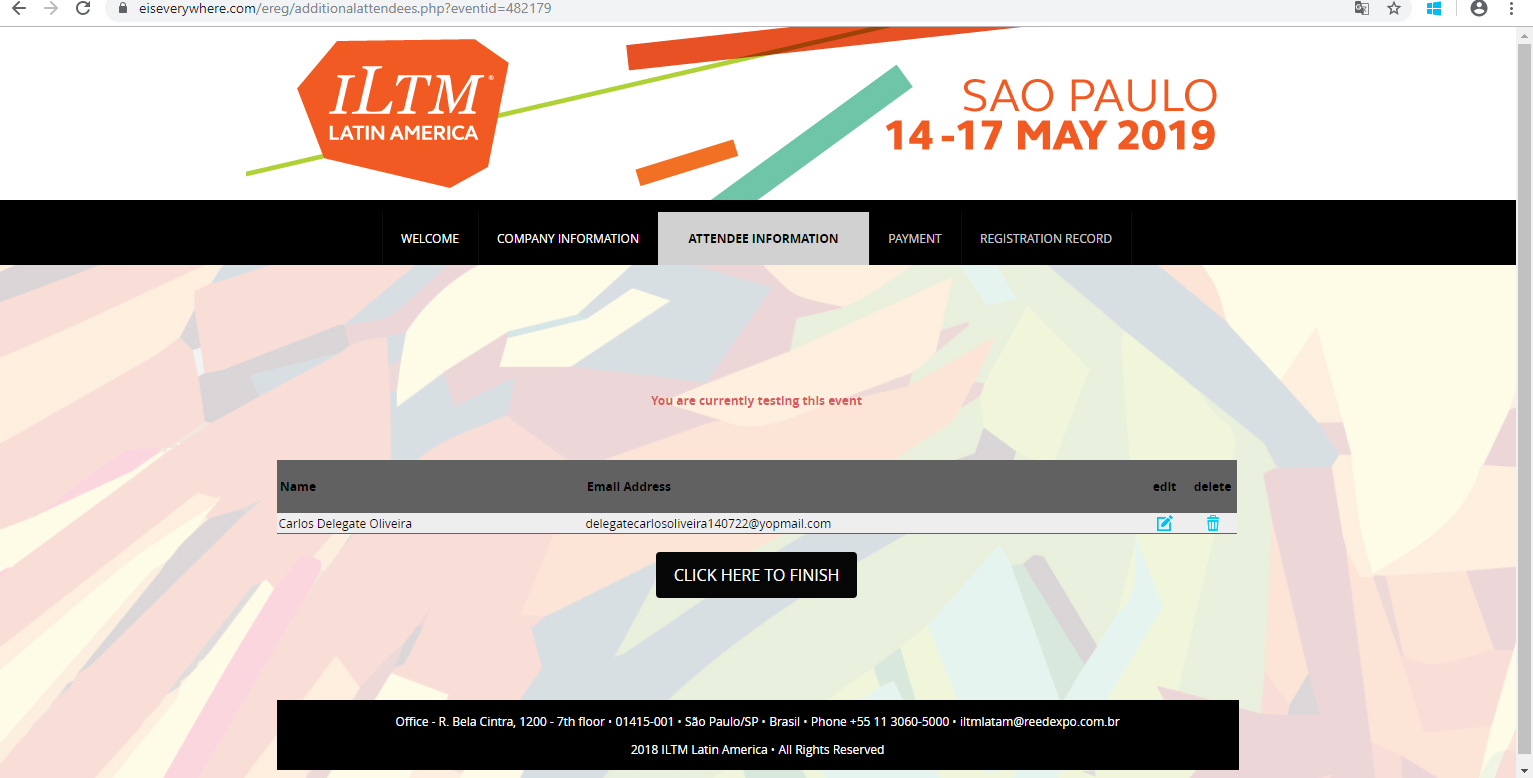 eiseverywhere.com/ereg/additionalattendees.php?eventid=482179
ILTM®
LATIN AMERICA
SAO PAULO
14-17 MAY 2019
WELCOME COMPANY INFORMATION ATTENDEE INFORMATION PAYMENT REGISTRATION RECORD
You are currently testing this event
Name Email Address edit delete
Carlos Delegate Oliveira delegatecarlosoliveira140722@yopmail.com
CLICK HERE TO FINISH
Office - R. Bela Cintra, 1200 - 7th floor • 01415-001 • São Paulo/SP • Brasil • Phone +55 11 3060-5000 • iltmlatam@reedexpo.com.br
2018 ILTM Latin America • All Rights Reserved